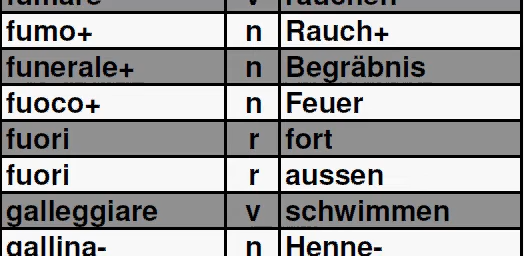 fumare v rauchen
fumo+ n Rauch+
funerale+ n Begräbnis
fuoco+ n Feuer
fuori r fort
fuori r aussen
galleggiare v schwimmen
gallina- n Henne-